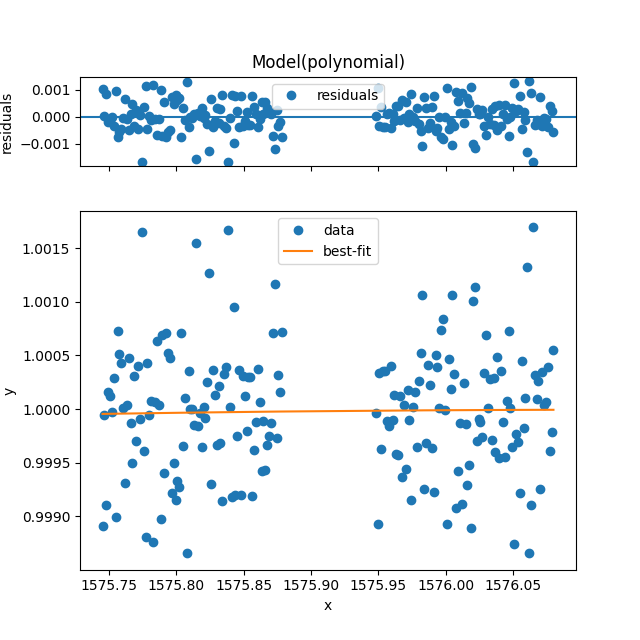 Model(polynomial)
residuals
0.001
0.000
−0.001
residuals
y
1.0015
1.0010
1.0005
1.0000
0.9995
0.9990
data
best-fit
1575.75 1575.80 1575.85 1575.90 1575.95 1576.00 1576.05
x